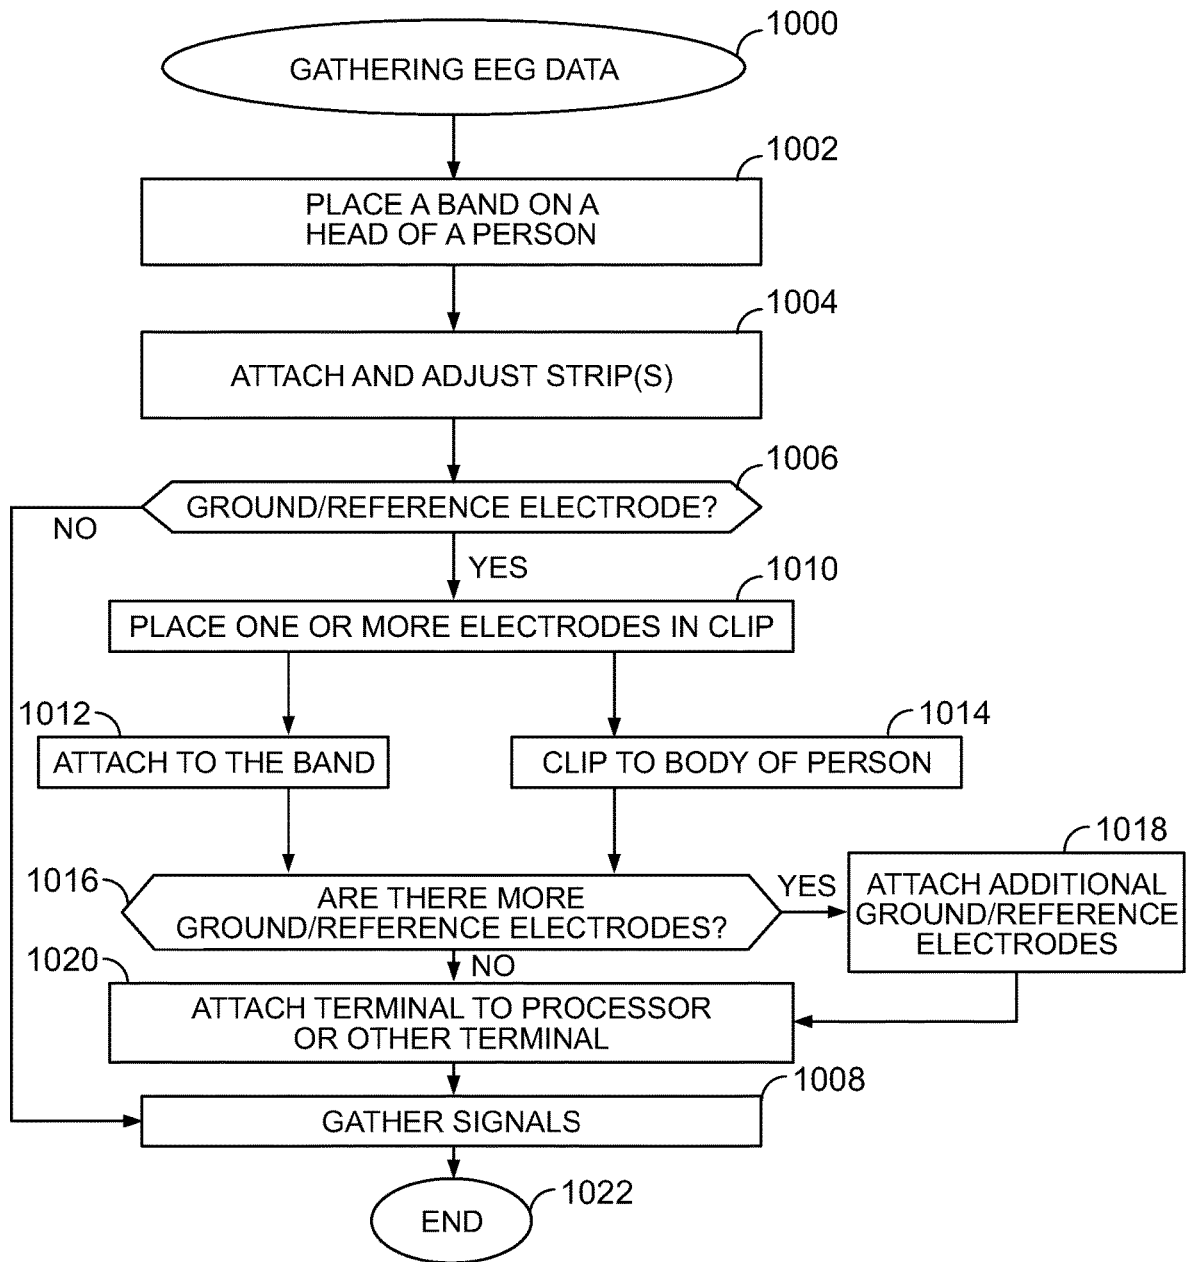 1000
GATHERING EEG DATA
1002
PLACE A BAND ON A
HEAD OF A PERSON
1004
ATTACH AND ADJUST STRIP(S)
1006
GROUND/REFERENCE ELECTRODE?
NO
YES
1010
PLACE ONE OR MORE ELECTRODES IN CLIP
1012
ATTACH TO THE BAND
1014
CLIP TO BODY OF PERSON
1016
ARE THERE MORE
GROUND/REFERENCE ELECTRODES?
YES
1018
ATTACH ADDITIONAL
GROUND/REFERENCE
ELECTRODES
NO
1020
ATTACH TERMINAL TO PROCESSOR
OR OTHER TERMINAL
1008
GATHER SIGNALS
1022
END